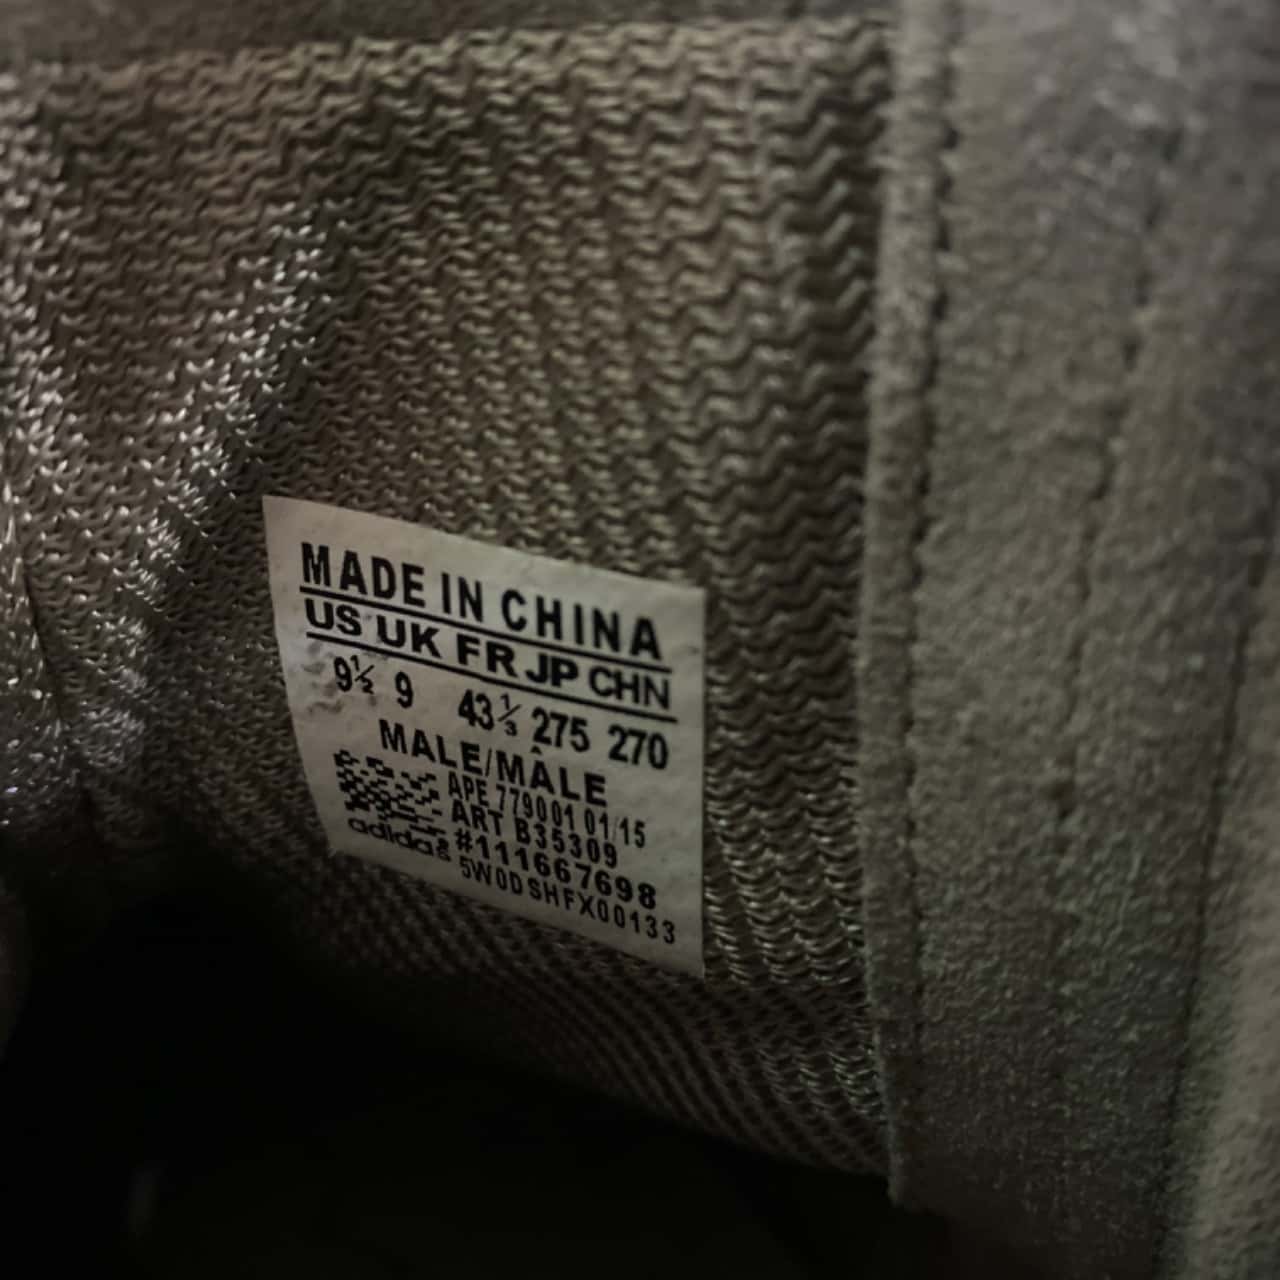 MADE IN CHINA
US UK FR JP CHN
9½ 9 43⅓ 275 270
MALE/MÂLE
APE 779001 01/15
ART B35309
#111667698
adidas
5W0DSHFX00133